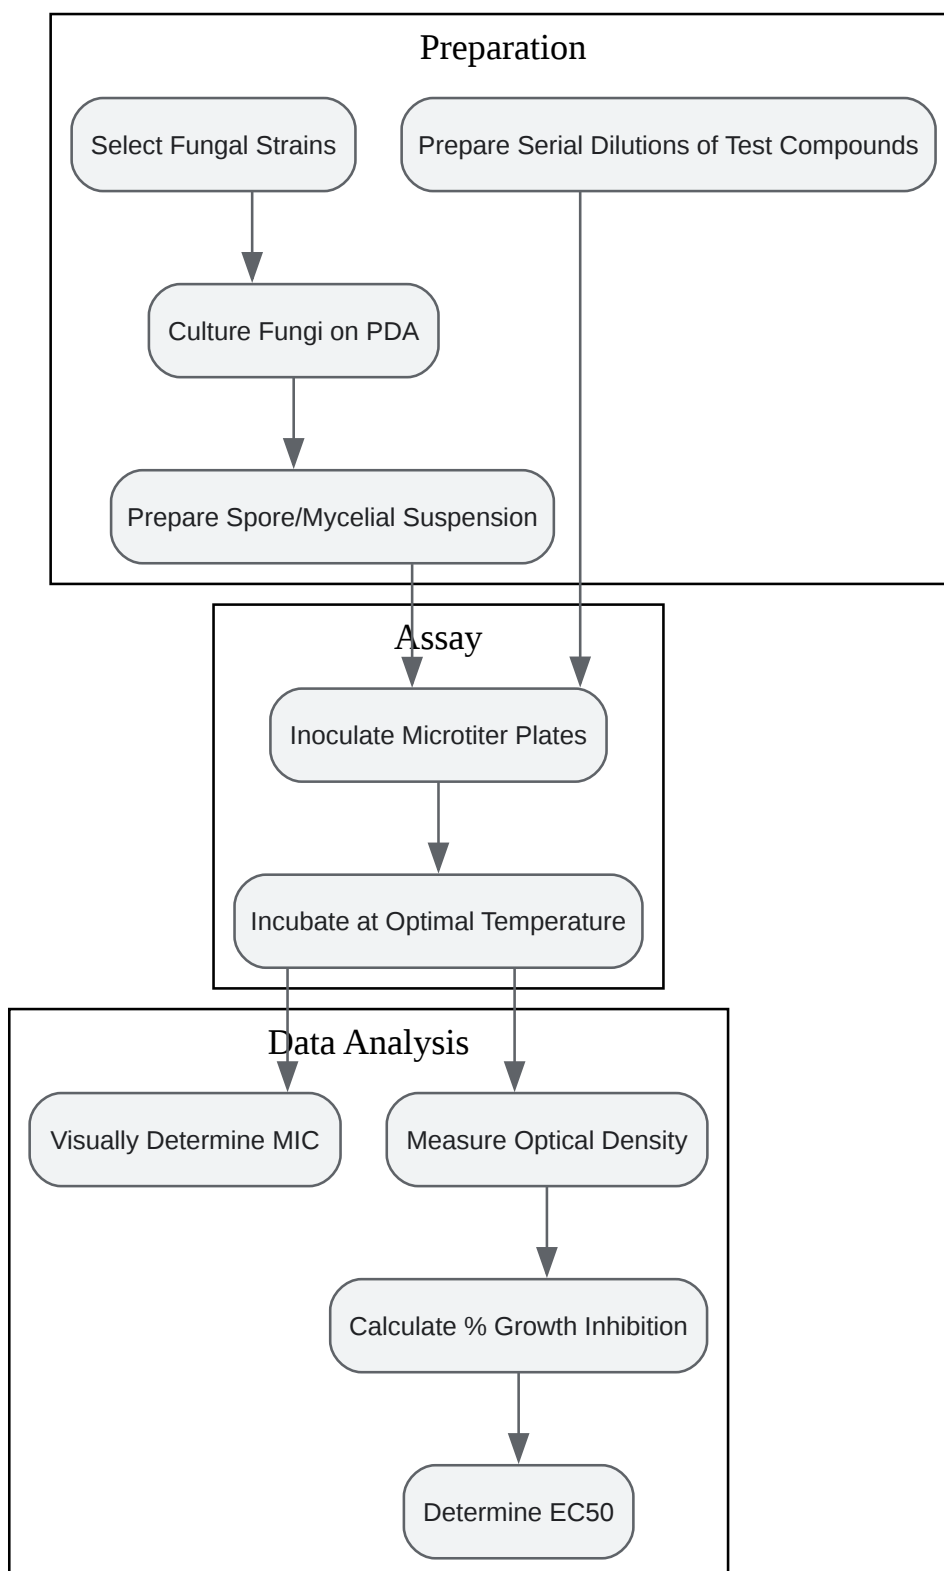 Preparation
Select Fungal Strains
Prepare Serial Dilutions of Test Compounds
Culture Fungi on PDA
Prepare Spore/Mycelial Suspension
Assay
Inoculate Microtiter Plates
Incubate at Optimal Temperature
Data Analysis
Visually Determine MIC
Measure Optical Density
Calculate % Growth Inhibition
Determine EC50